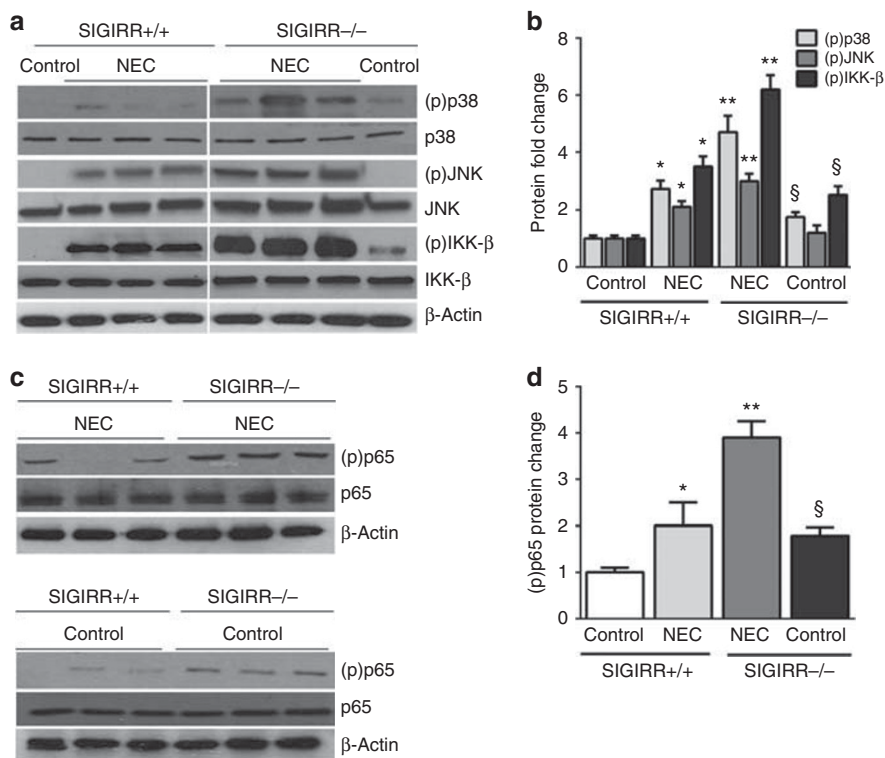 a
SIGIRR+/+ SIGIRR–/–
Control NEC NEC Control
(p)p38
p38
(p)JNK
JNK
(p)IKK-β
IKK-β
β-Actin
b
(p)p38
(p)JNK
(p)IKK-β
Protein fold change
8
6
4
2
0
* * * ** ** ** § §
Control NEC NEC Control
SIGIRR+/+ SIGIRR–/–
c
SIGIRR+/+ SIGIRR–/–
NEC NEC
(p)p65
p65
β-Actin
SIGIRR+/+ SIGIRR–/–
Control Control
(p)p65
p65
β-Actin
d
(p)p65 protein change
5
4
3
2
1
0
* ** §
Control NEC NEC Control
SIGIRR+/+ SIGIRR–/–